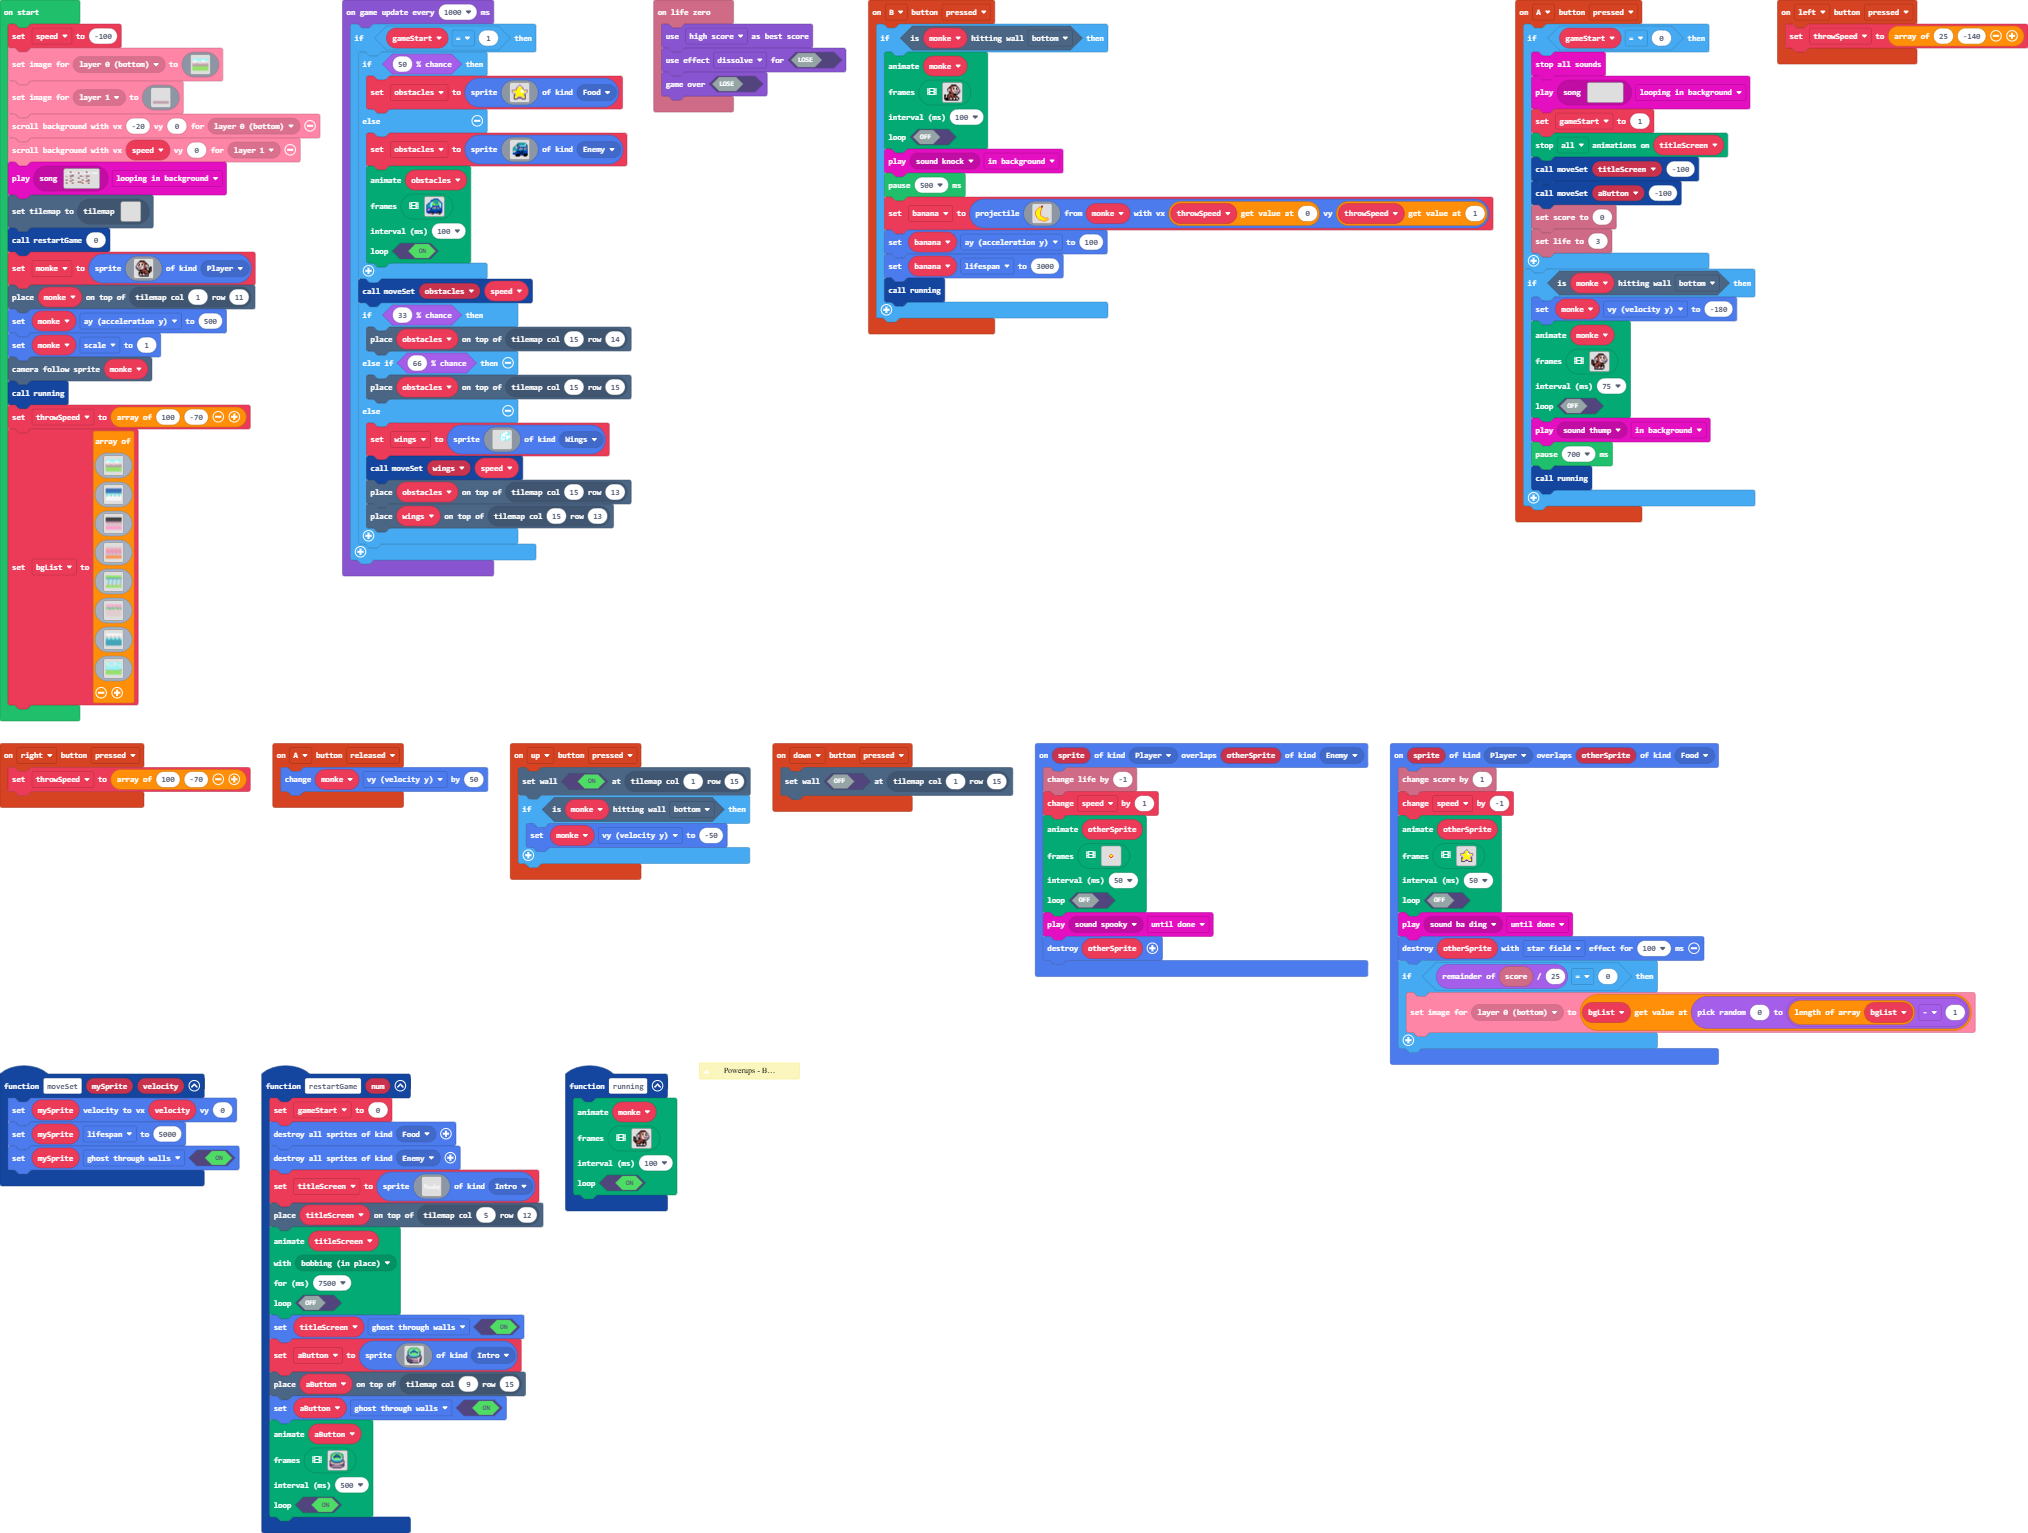 on start
set speed to -100
set image for layer 0 (bottom) to
set image for layer 1 to
scroll background with vx -20 vy 0 for layer 0 (bottom)
scroll background with vx speed vy 0 for layer 1
play song looping in background
set tilemap to tilemap
call restartGame 0
set monke to sprite of kind Player
place monke on top of tilemap col 1 row 11
set monke ay (acceleration y) to 500
set monke scale to 1
camera follow sprite monke
call running
set throwSpeed to array of 100 -70
array of
set bgList to
on game update every 1000 ms
if gameStart = 1 then
if 50 % chance then
set obstacles to sprite of kind Food
else
set obstacles to sprite of kind Enemy
animate obstacles
frames
interval (ms) 100
loop ON
call moveSet obstacles speed
if 33 % chance then
place obstacles on top of tilemap col 15 row 14
else if 66 % chance then
place obstacles on top of tilemap col 15 row 15
else
set wings to sprite of kind Wings
call moveSet wings speed
place obstacles on top of tilemap col 15 row 13
place wings on top of tilemap col 15 row 13
on life zero
use high score as best score
use effect dissolve for LOSE
game over LOSE
on B button pressed
if is monke hitting wall bottom then
animate monke
frames
interval (ms) 100
loop OFF
play sound knock in background
pause 500 ms
set banana to projectile from monke with vx throwSpeed get value at 0 vy throwSpeed get value at 1
set banana ay (acceleration y) to 100
set banana lifespan to 3000
call running
on A button pressed
if gameStart = 0 then
stop all sounds
play song looping in background
set gameStart to 1
stop all animations on titleScreen
call moveSet titleScreen -100
call moveSet aButton -100
set score to 0
set life to 3
if is monke hitting wall bottom then
set monke vy (velocity y) to -180
animate monke
frames
interval (ms) 75
loop OFF
play sound thump in background
pause 700 ms
call running
on left button pressed
set throwSpeed to array of 25 -140
on right button pressed
set throwSpeed to array of 100 -70
on A button released
change monke vy (velocity y) by 50
on up button pressed
set wall ON at tilemap col 1 row 15
if is monke hitting wall bottom then
set monke vy (velocity y) to -50
on down button pressed
set wall OFF at tilemap col 1 row 15
on sprite of kind Player overlaps otherSprite of kind Enemy
change life by -1
change speed by 1
animate otherSprite
frames
interval (ms) 50
loop OFF
play sound spooky until done
destroy otherSprite
on sprite of kind Player overlaps otherSprite of kind Food
change score by 1
change speed by -1
animate otherSprite
frames
interval (ms) 50
loop OFF
play sound ba ding until done
destroy otherSprite with star field effect for 100 ms
if remainder of score / 25 = 0 then
set image for layer 0 (bottom) to bgList get value at pick random 0 to length of array bgList - 1
function moveSet mySprite velocity
set mySprite velocity to vx velocity vy 0
set mySprite lifespan to 5000
set mySprite ghost through walls ON
function restartGame num
set gameStart to 0
destroy all sprites of kind Food
destroy all sprites of kind Enemy
set titleScreen to sprite of kind Intro
place titleScreen on top of tilemap col 5 row 12
animate titleScreen
with bobbing (in place)
for (ms) 7500
loop OFF
set titleScreen ghost through walls ON
set aButton to sprite of kind Intro
place aButton on top of tilemap col 9 row 15
set aButton ghost through walls ON
animate aButton
frames
interval (ms) 500
loop ON
function running
animate monke
frames
interval (ms) 100
loop ON
Powerups - B...